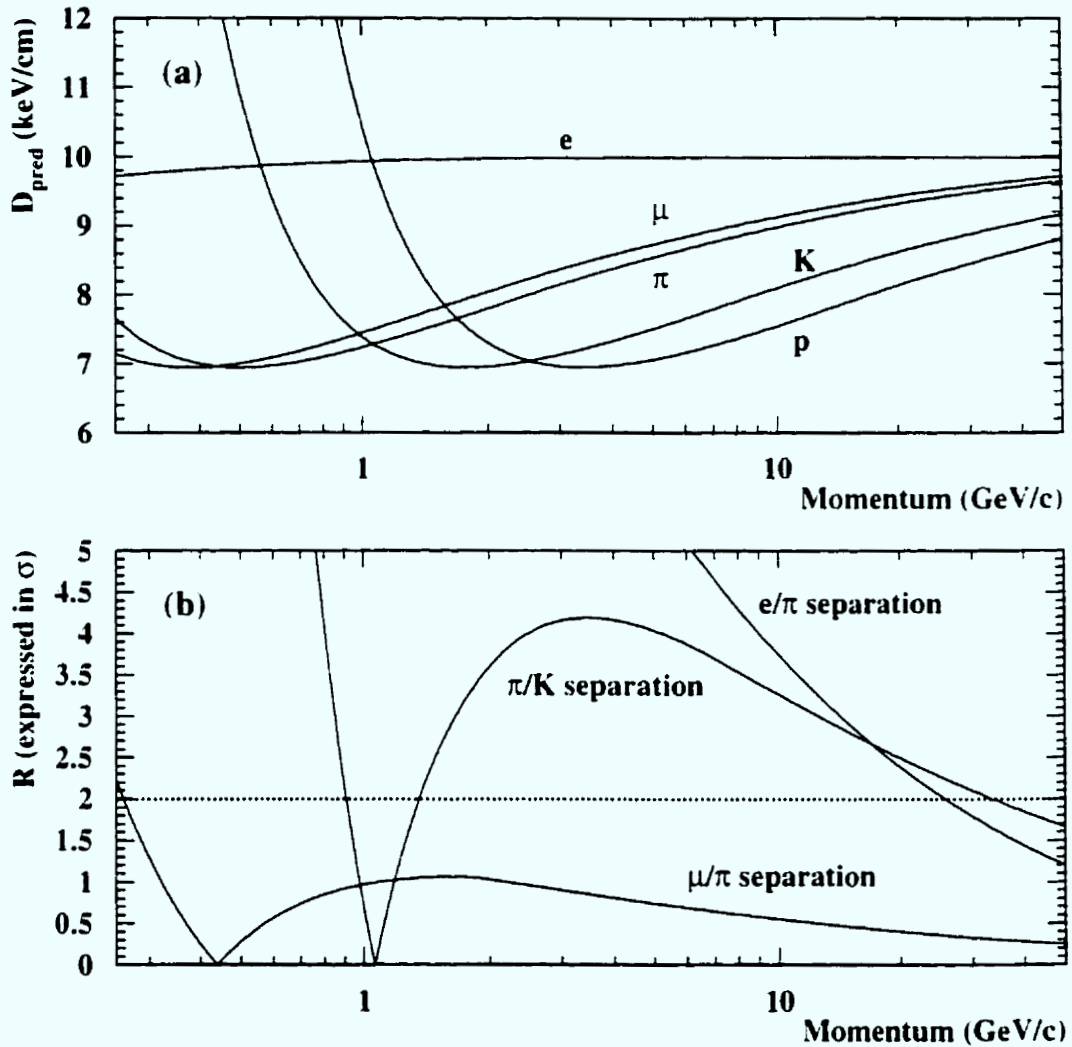 (a)
D_pred (keV/cm)
12
11
10
9
8
7
6
e
μ
π
K
p
1
10
Momentum (GeV/c)
(b)
R (expressed in σ)
5
4.5
4
3.5
3
2.5
2
1.5
1
0.5
0
e/π separation
π/K separation
μ/π separation
1
10
Momentum (GeV/c)